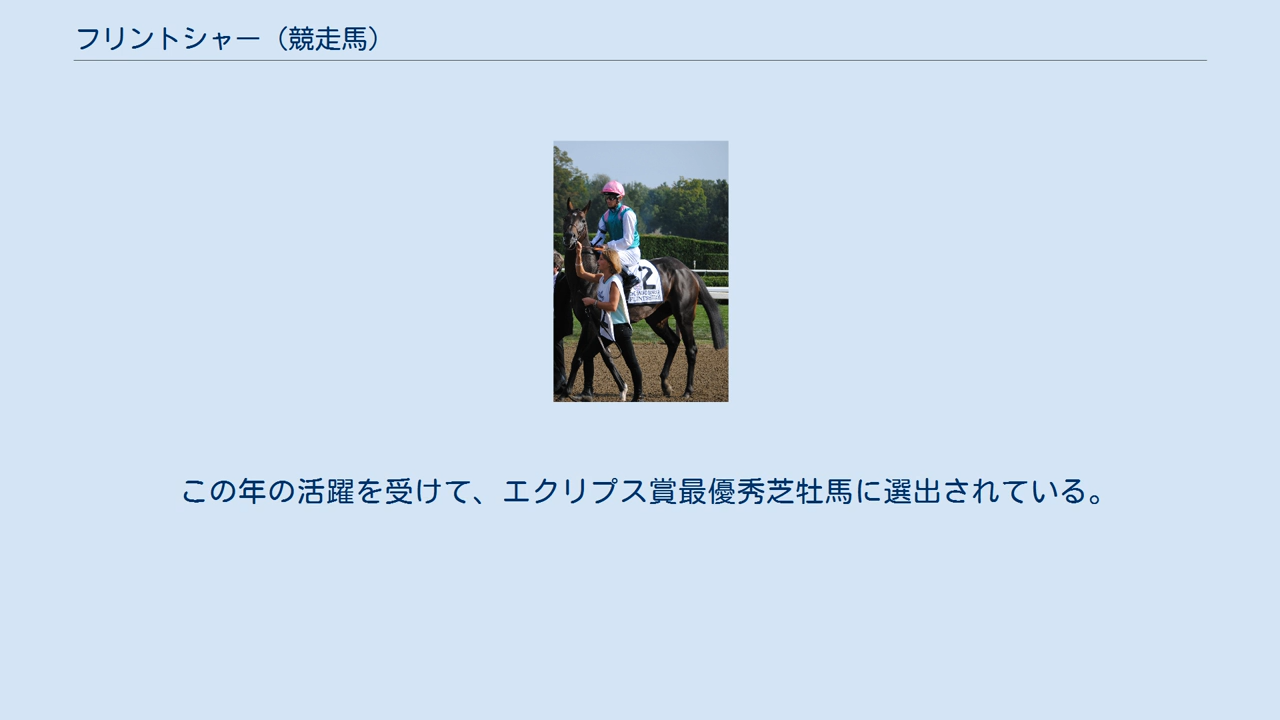 フリントシャー（競走馬）
2
この年の活躍を受けて、エクリプス賞最優秀芝牡馬に選出されている。